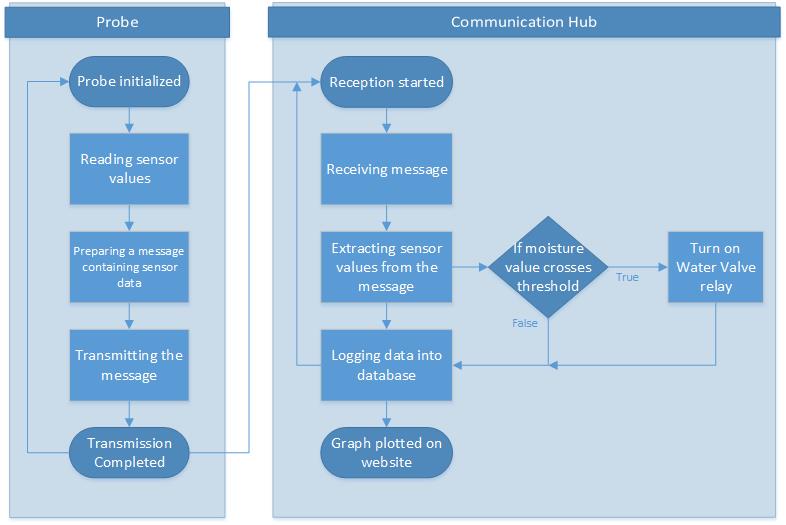 Probe
Probe initialized
Reading sensor
values
Preparing a message
containing sensor
data
Transmitting the
message
Transmission
Completed
Communication Hub
Reception started
Receiving message
Extracting sensor
values from the
message
If moisture
value crosses
threshold
True
Turn on
Water Valve
relay
False
Logging data into
database
Graph plotted on
website